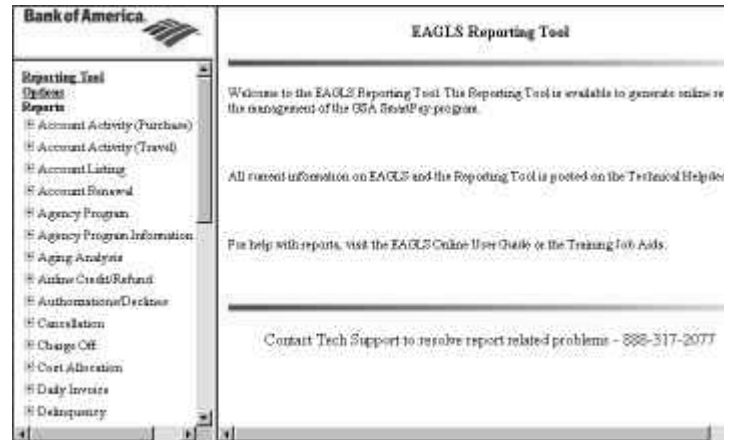 Bank of America
EAGLS Reporting Tool
Reporting Tool
Options
Reports
Account Activity (Purchase)
Account Activity (Travel)
Account Listing
Account Renewal
Agency Program
Agency Program Information
Aging Analysis
Airline Credit/Refund
Authorizations/Declines
Cancellation
Charge Off
Cost Allocation
Daily Invoice
Delinquency
Welcome to the EAGLS Reporting Tool. The Reporting Tool is available to generate online re
the management of the GSA SmartPay program.
All current information on EAGLS and the Reporting Tool is posted on the Technical Helpdes
For help with reports, visit the EAGLS Online User Guide or the Training Job Aids.
Contact Tech Support to resolve report related problems - 888-317-2077